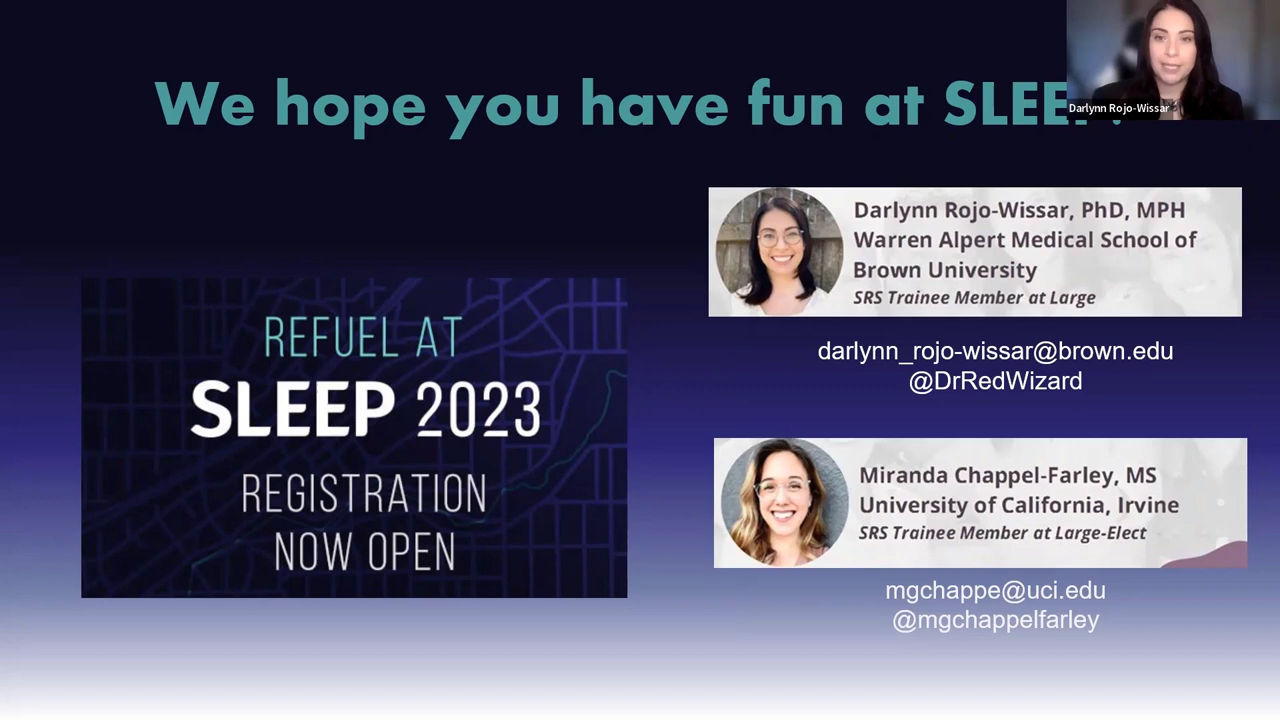 We hope you have fun at SLEEP!
Darlynn Rojo-Wissar
Darlynn Rojo-Wissar, PhD, MPH
Warren Alpert Medical School of
Brown University
SRS Trainee Member at Large
darlynn_rojo-wissar@brown.edu
@DrRedWizard
REFUEL AT
SLEEP 2023
REGISTRATION
NOW OPEN
Miranda Chappel-Farley, MS
University of California, Irvine
SRS Trainee Member at Large-Elect
mgchappe@uci.edu
@mgchappelfarley